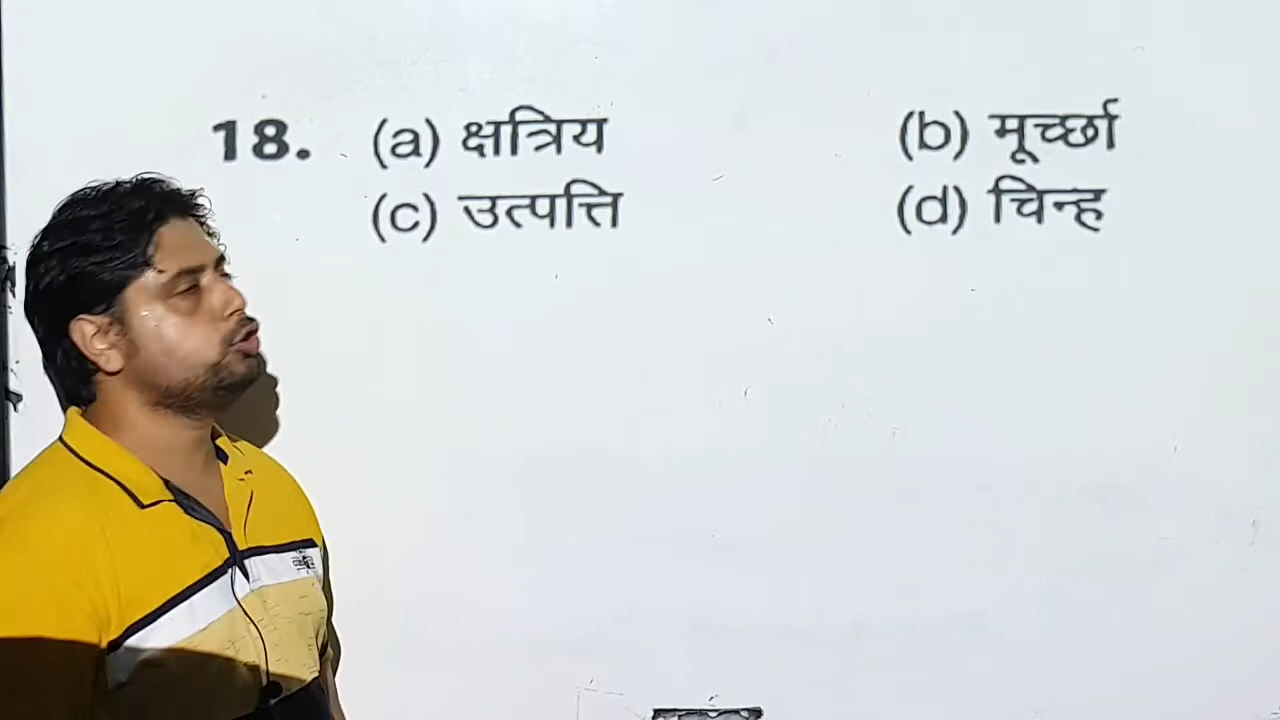 18. (a) क्षत्रिय (b) मूर्च्छा
(c) उत्पत्ति (d) चिन्ह